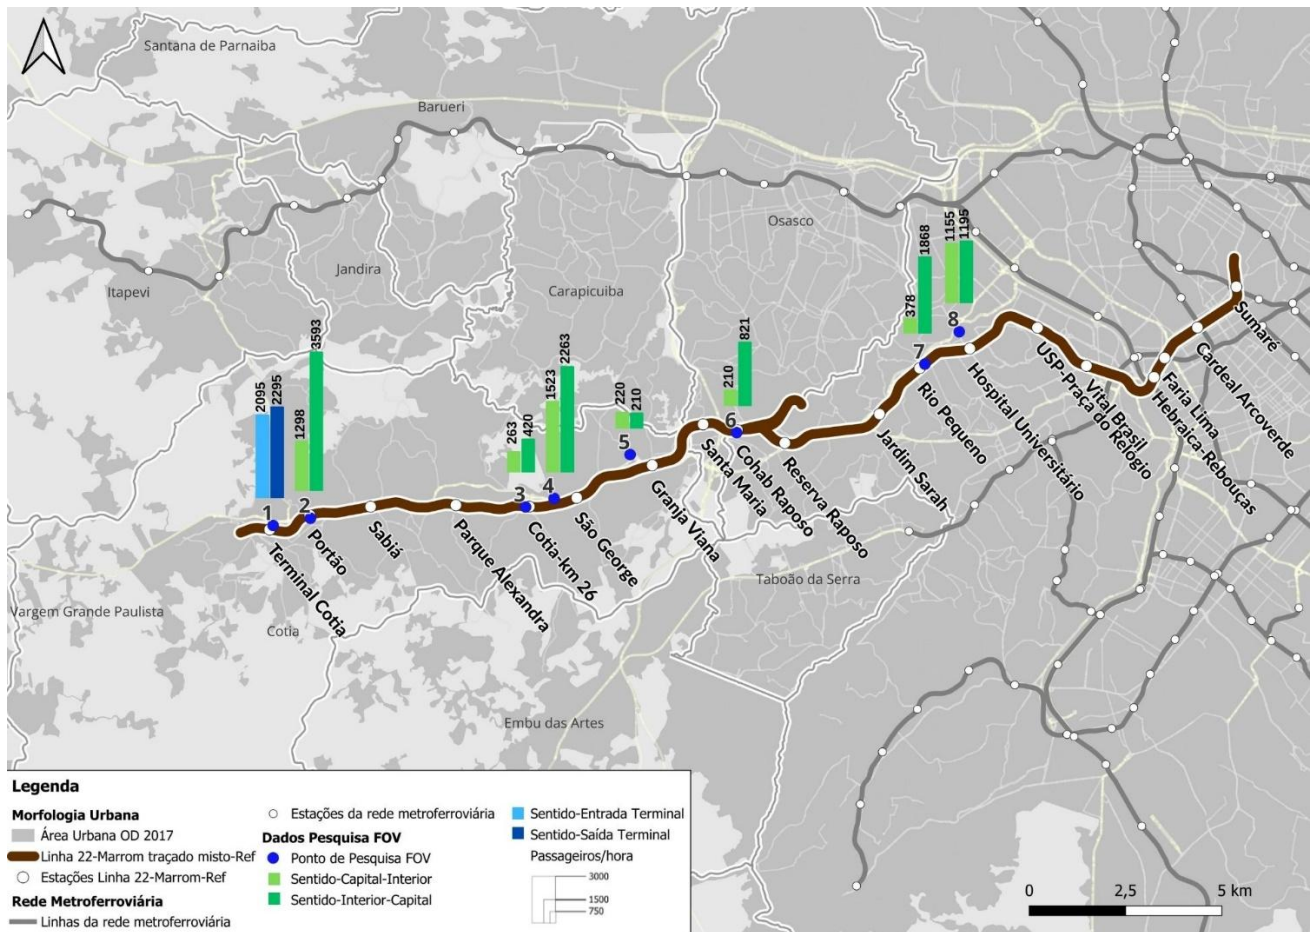 Santana de Parnaiba
Barueri
Osasco
Jandira
Itapevi
Carapicuiba
2095
2295
1298
3593
263
420
1523
2263
220
210
210
821
378
1868
1155
1195
1
2
3
4
5
6
7
8
Terminal Cotia
Portão
Sabiá
Parque Alexandra
Cotia-km 26
São George
Granja Viana
Santa Maria
Cohab Raposo
Reserva Raposo
Jardim Sarah
Rio Pequeno
Hospital Universitário
USP-Praça do Relógio
Vital Brasil
Hebraica-Rebouças
Faria Lima
Cardeal Arcoverde
Sumaré
Vargem Grande Paulista
Cotia
Taboão da Serra
Embu das Artes
Legenda
Morfologia Urbana
Área Urbana OD 2017
Linha 22-Marrom traçado misto-Ref
Estações Linha 22-Marrom-Ref
Rede Metroferroviária
Linhas da rede metroferroviária
Estações da rede metroferroviária
Dados Pesquisa FOV
Ponto de Pesquisa FOV
Sentido-Capital-Interior
Sentido-Interior-Capital
Sentido-Entrada Terminal
Sentido-Saída Terminal
Passageiros/hora
3000
1500
750
0 2,5 5 km